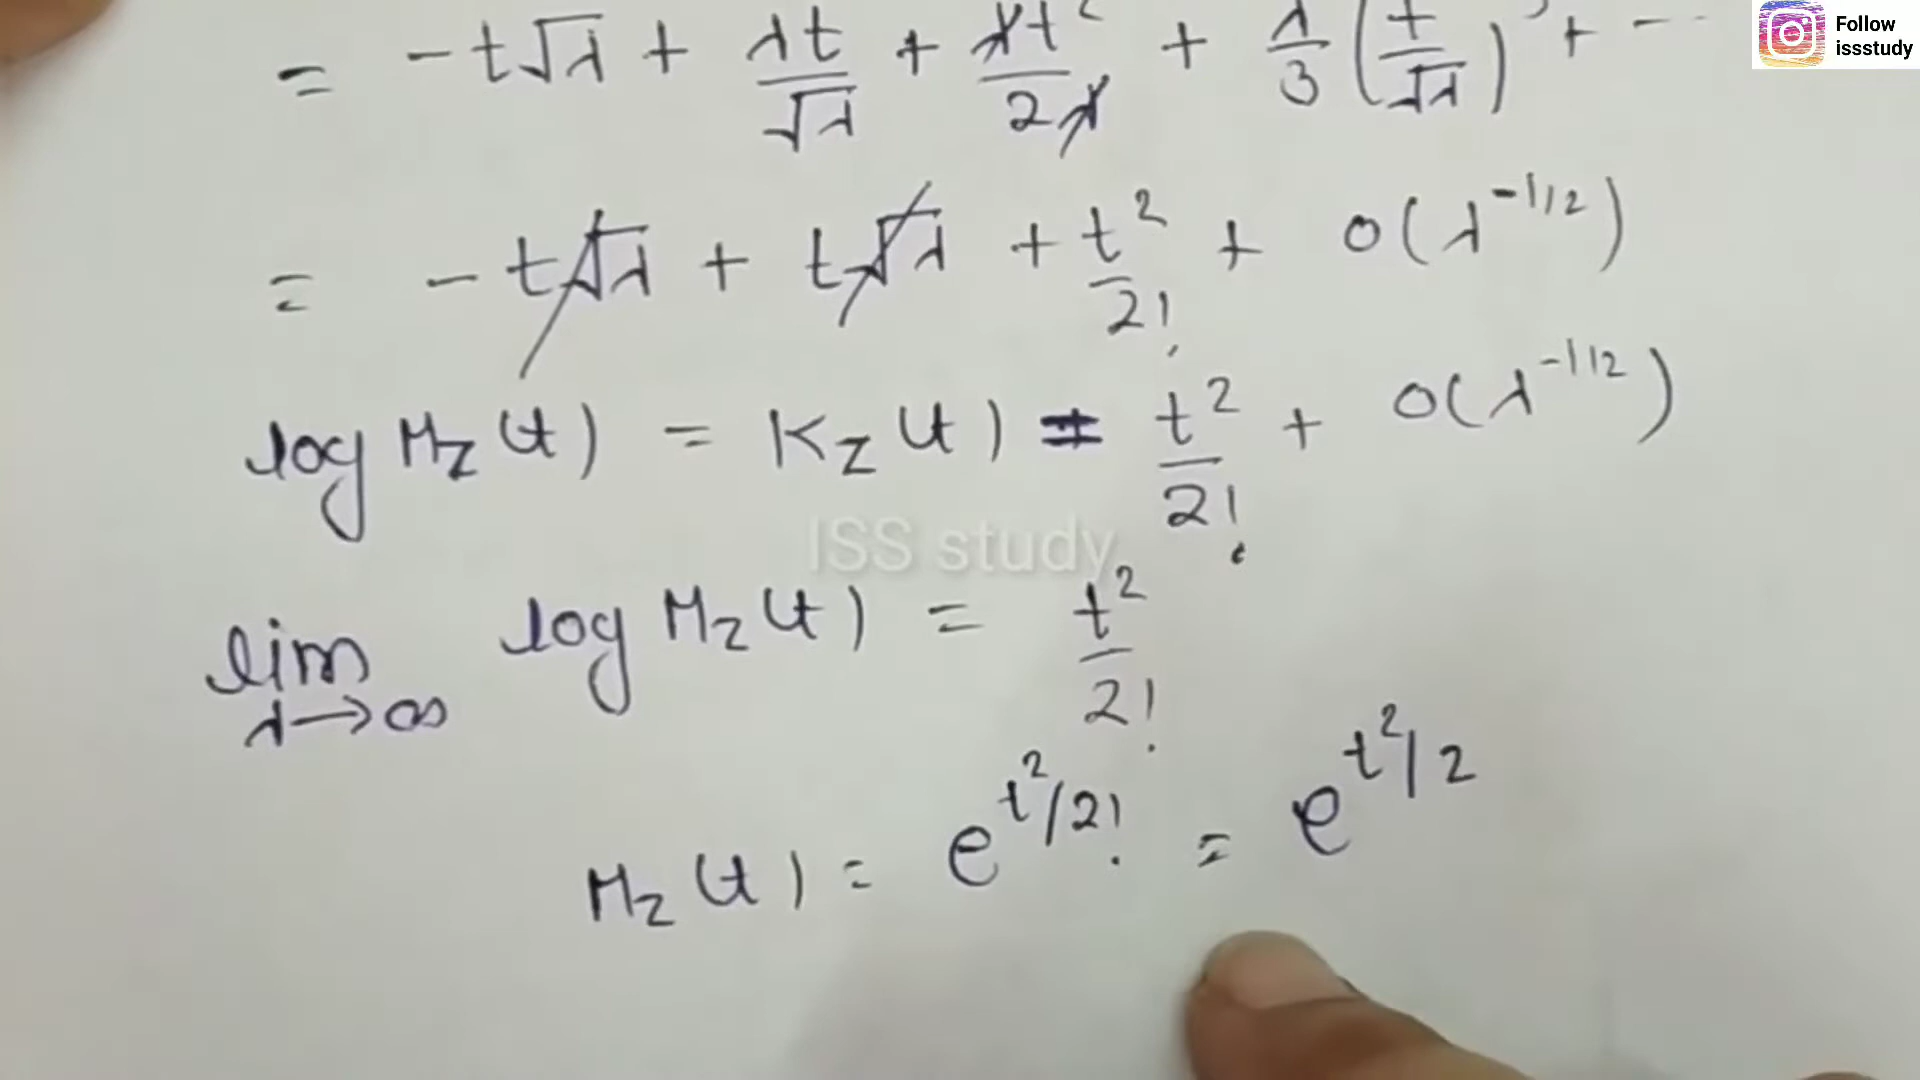 = -t√λ + λt/√λ + λt²/2λ + λ/3 (t/√λ)³ + ---
Follow
issstudy
= -t√λ + t√λ + t²/2! + O(λ^-1/2)
log M_Z(t) = K_Z(t) = t²/2! + O(λ^-1/2)
ISS study
lim λ→∞ log M_Z(t) = t²/2!
M_Z(t) = e^t²/2! = e^t²/2